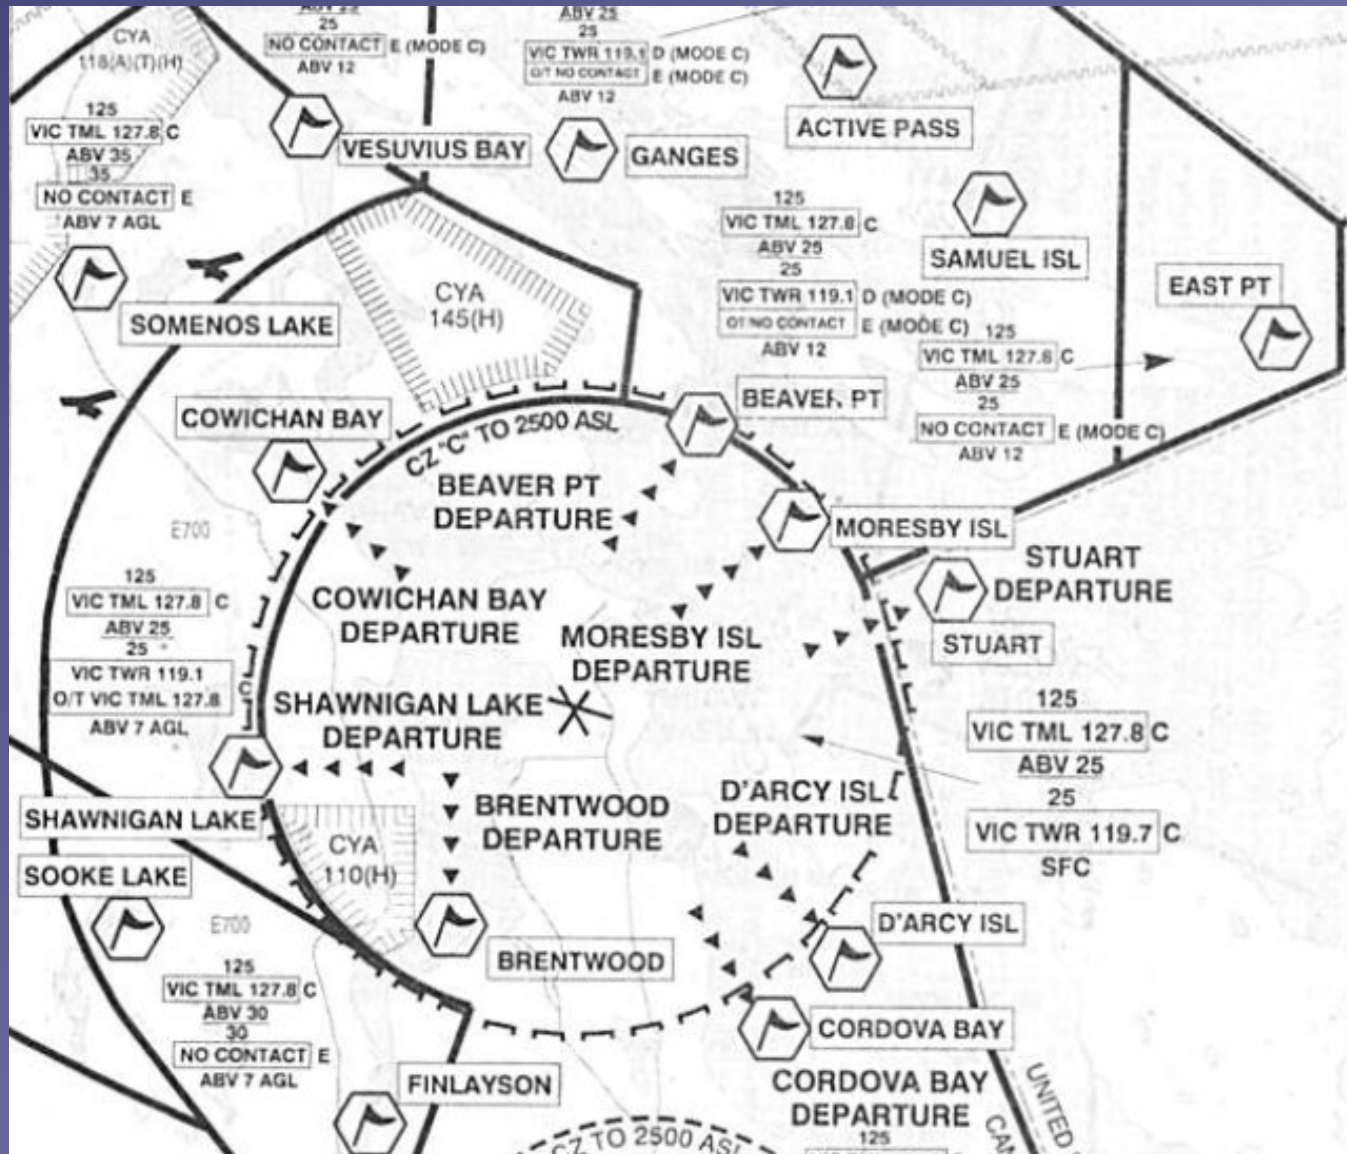 ABV 25
25
NO CONTACT E (MODE C)
ABV 12
ABV 25
25
VIC TWR 119.1 D (MODE C)
O/T NO CONTACT E (MODE C)
ABV 12
CYA
118(A)(T)(H)
125
VIC TML 127.8 C
ABV 35
35
NO CONTACT E
ABV 7 AGL
VESUVIUS BAY
GANGES
ACTIVE PASS
SAMUEL ISL
EAST PT
125
VIC TML 127.8 C
ABV 25
25
VIC TWR 119.1 D (MODE C)
OT/NO CONTACT E (MODE C)
ABV 12
125
VIC TML 127.8 C
ABV 25
25
NO CONTACT E (MODE C)
ABV 12
SOMENOS LAKE
CYA
145(H)
COWICHAN BAY
BEAVER PT
CZ "C" TO 2500 ASL
BEAVER PT
DEPARTURE
MORESBY ISL
STUART
DEPARTURE
E700
COWICHAN BAY
DEPARTURE
MORESBY ISL
DEPARTURE
STUART
125
VIC TML 127.8 C
ABV 25
25
VIC TWR 119.1
O/T VIC TML 127.8
ABV 7 AGL
C
SHAWNIGAN LAKE
DEPARTURE
125
VIC TML 127.8 C
ABV 25
25
VIC TWR 119.7 C
SFC
SHAWNIGAN LAKE
BRENTWOOD
DEPARTURE
D'ARCY ISL
DEPARTURE
CYA
110(H)
SOOKE LAKE
D'ARCY ISL
E700
BRENTWOOD
125
VIC TML 127.8 C
ABV 30
30
NO CONTACT E
ABV 7 AGL
CORDOVA BAY
FINLAYSON
CORDOVA BAY
DEPARTURE
125
CZ TO 2500 ASL
UNITED
CAN